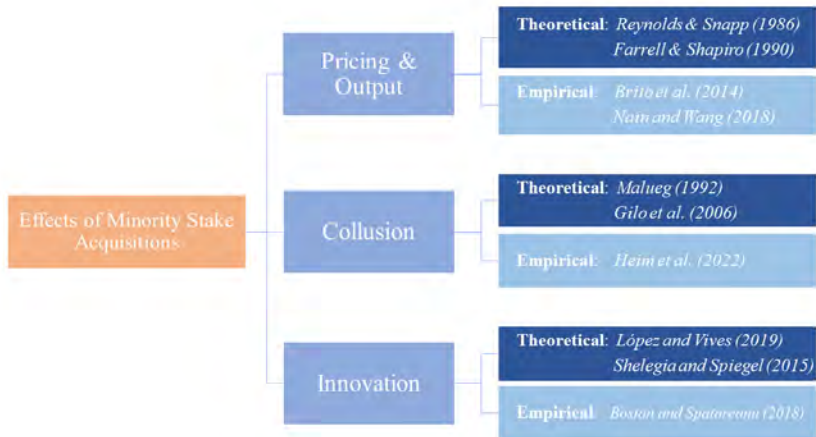 Effects of Minority Stake
Acquisitions
Pricing &
Output
Theoretical: Reynolds & Snapp (1986)
Farrell & Shapiro (1990)
Empirical: Brito et al. (2014)
Nain and Wang (2018)
Collusion
Theoretical: Malueg (1992)
Gilo et al. (2006)
Empirical: Heim et al. (2022)
Innovation
Theoretical: López and Vives (2019)
Shelegia and Spiegel (2015)
Empirical: and Spatareanu (2018)